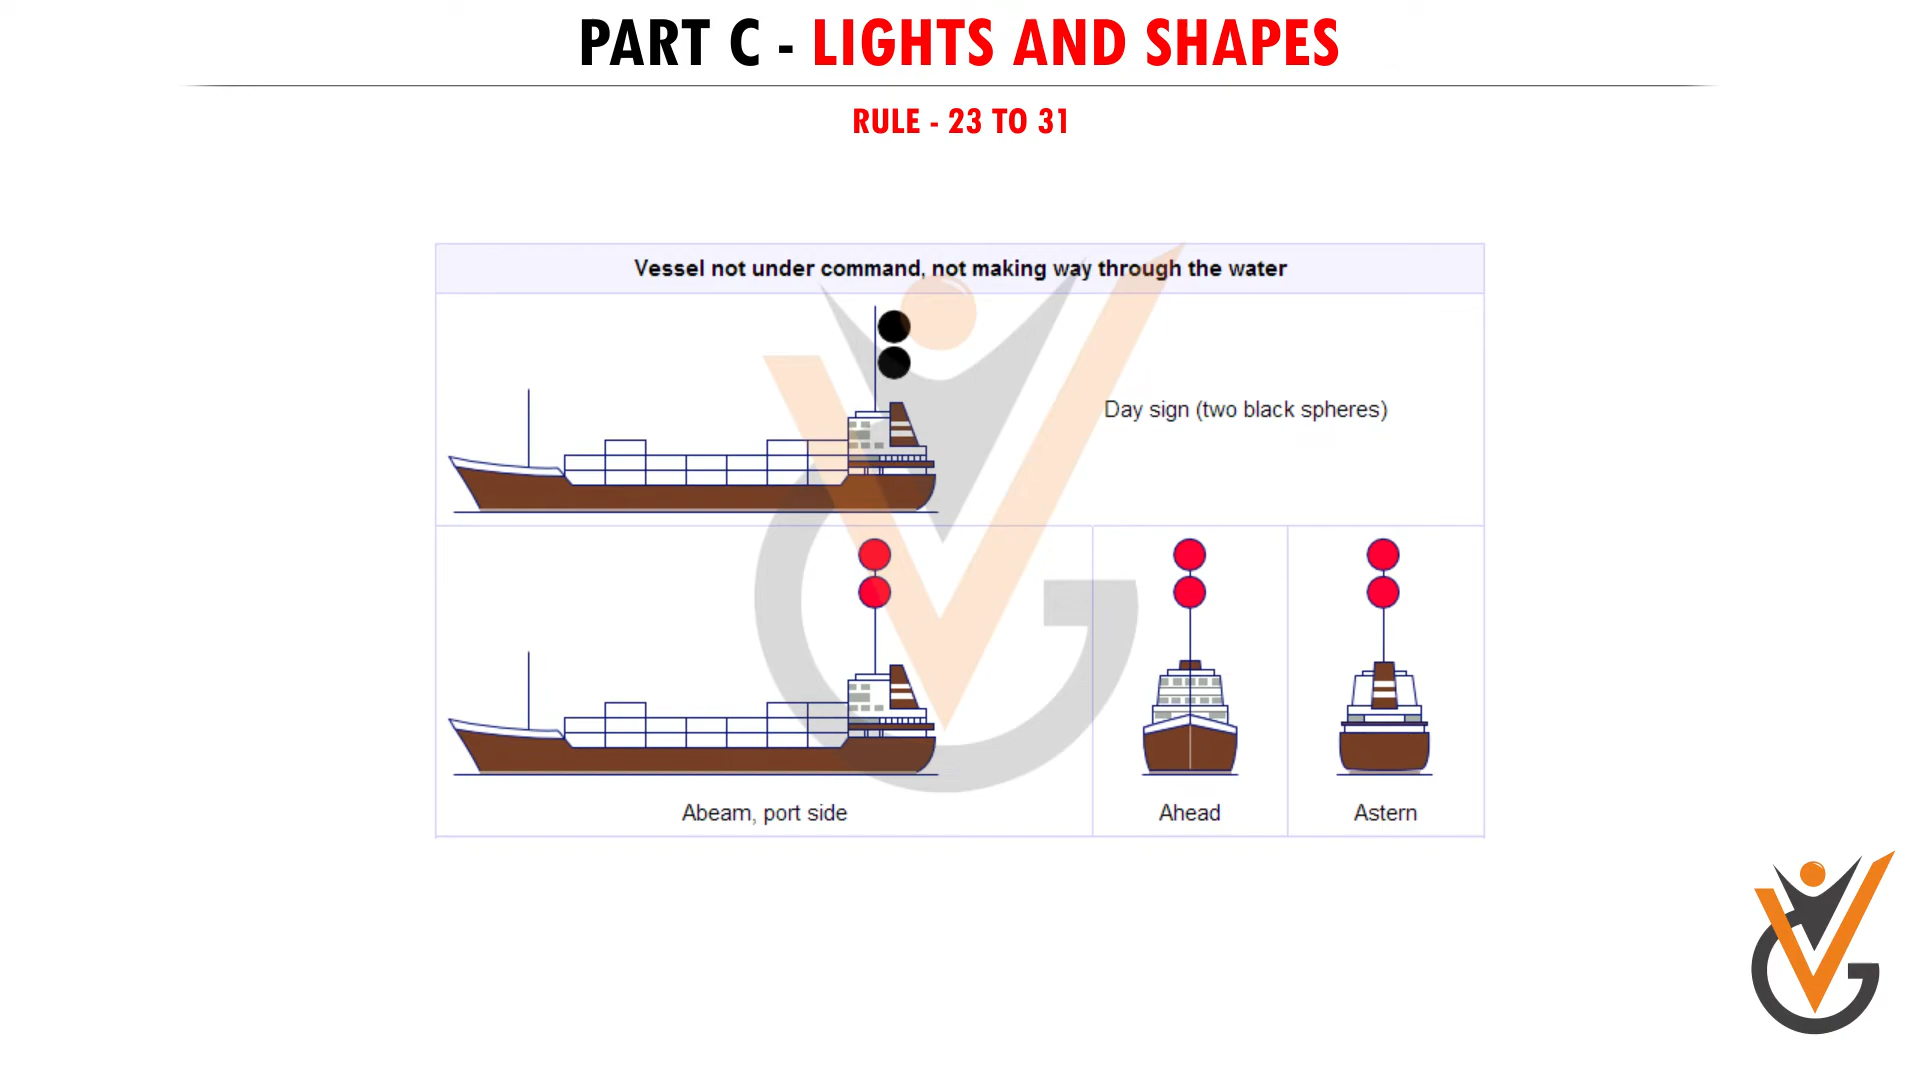 PART C - LIGHTS AND SHAPES
RULE - 23 TO 31
Vessel not under command, not making way through the water
Day sign (two black spheres)
Abeam, port side
Ahead
Astern